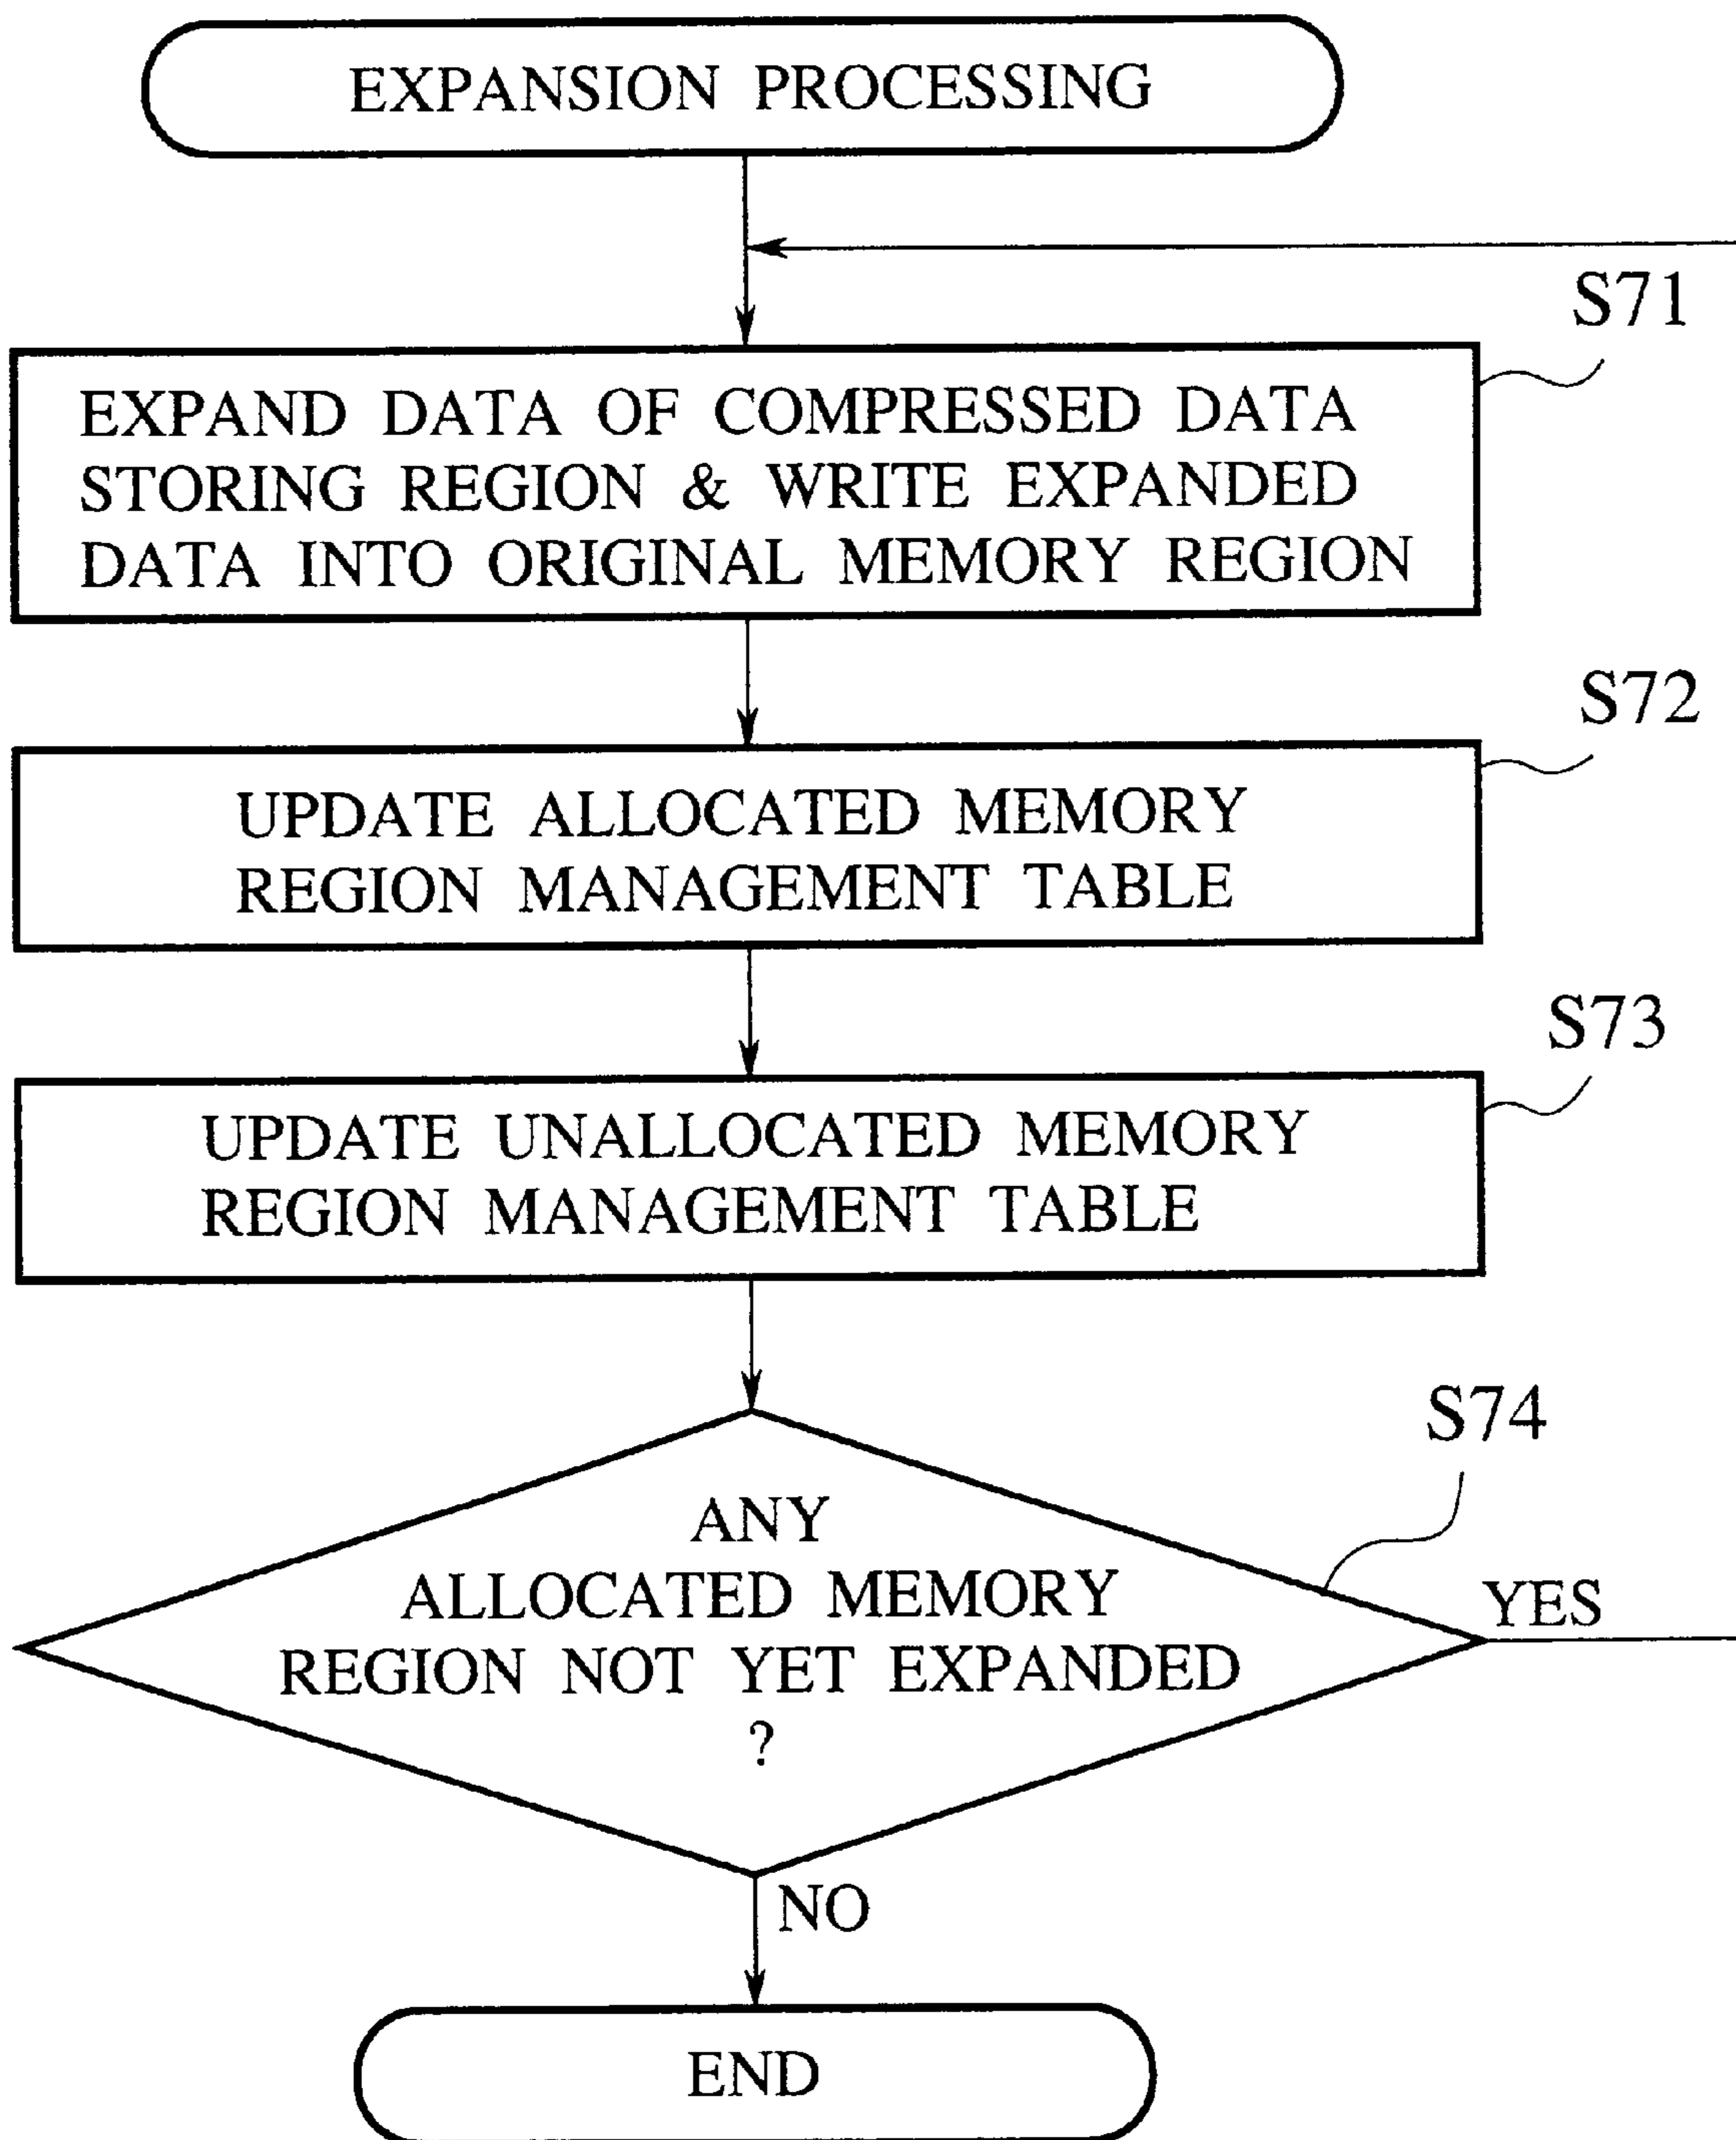 EXPANSION PROCESSING
S71
EXPAND DATA OF COMPRESSED DATA
STORING REGION & WRITE EXPANDED
DATA INTO ORIGINAL MEMORY REGION
S72
UPDATE ALLOCATED MEMORY
REGION MANAGEMENT TABLE
S73
UPDATE UNALLOCATED MEMORY
REGION MANAGEMENT TABLE
S74
ANY
ALLOCATED MEMORY
REGION NOT YET EXPANDED
?
YES
NO
END